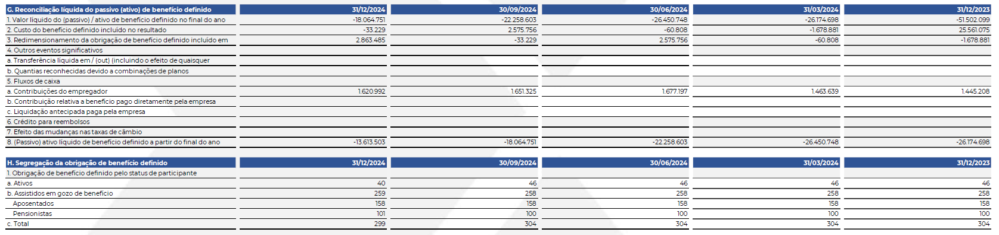 G. Reconciliação líquida do passivo (ativo) de benefício definido 31/12/2024 30/09/2024 30/06/2024 31/03/2024 31/12/2023
1. Valor líquido do (passivo) / ativo de benefício definido no final do ano -18.064.751 -22.258.603 -26.450.748 -26.174.698 -51.502.099
2. Custo do benefício definido incluído no resultado -33.229 2.575.756 -60.808 -1.678.881 25.561.075
3. Redimensionamento da obrigação de benefício definido incluído em 2.863.485 -33.229 2.575.756 -60.808 -1.678.881
4. Outros eventos significativos
a. Transferência líquida em / (out) (incluindo o efeito de quaisquer
b. Quantias reconhecidas devido a combinações de planos
5. Fluxos de caixa
a. Contribuições do empregador 1.620.992 1.651.325 1.677.197 1.463.639 1.445.208
b. Contribuição relativa a benefício pago diretamente pela empresa
c. Liquidação antecipada paga pela empresa
6. Crédito para reembolsos
7. Efeito das mudanças nas taxas de câmbio
8. (Passivo) ativo líquido de benefício definido a partir do final do ano -13.613.503 -18.064.751 -22.258.603 -26.450.748 -26.174.698
H. Segregação da obrigação de benefício definido 31/12/2024 30/09/2024 30/06/2024 31/03/2024 31/12/2023
1. Obrigação de benefício definido pelo status de participante
a. Ativos 40 46 46 46 46
b. Assistidos em gozo de benefício 259 258 258 258 258
Aposentados 158 158 158 158 158
Pensionistas 101 100 100 100 100
c. Total 299 304 304 304 304